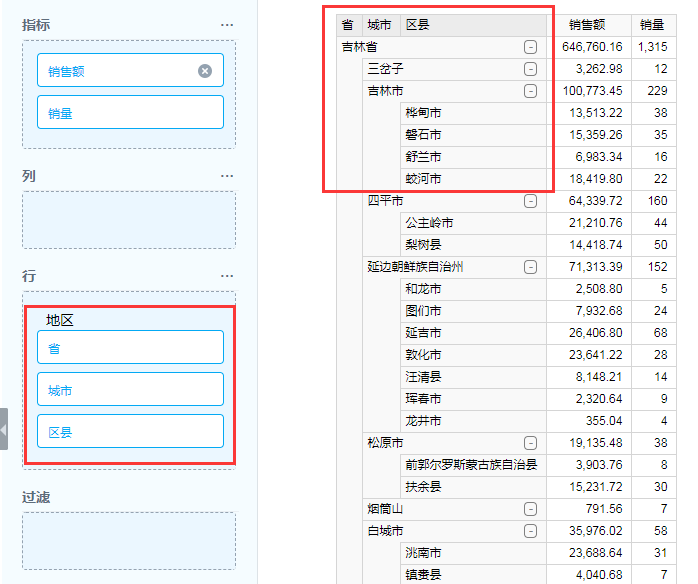 指标
销售额
销量
列
行
地区
省
城市
区县
过滤
省 城市 区县 销售额 销量
吉林省 646,760.16 1,315
三岔子 3,262.98 12
吉林市 100,773.45 229
桦甸市 13,513.22 38
磐石市 15,359.26 35
舒兰市 6,983.34 16
蛟河市 18,419.80 22
四平市 64,339.72 160
公主岭市 21,210.76 44
梨树县 14,418.74 50
延边朝鲜族自治州 71,313.39 152
和龙市 2,508.80 5
图们市 7,932.68 24
延吉市 26,406.80 68
敦化市 23,641.22 28
汪清县 8,148.21 14
珲春市 2,320.64 9
龙井市 355.04 4
松原市 19,135.48 38
前郭尔罗斯蒙古族自治县 3,903.76 8
扶余县 15,231.72 30
烟筒山 791.56 7
白城市 35,976.02 58
洮南市 23,688.64 31
镇赉县 4,040.68 7